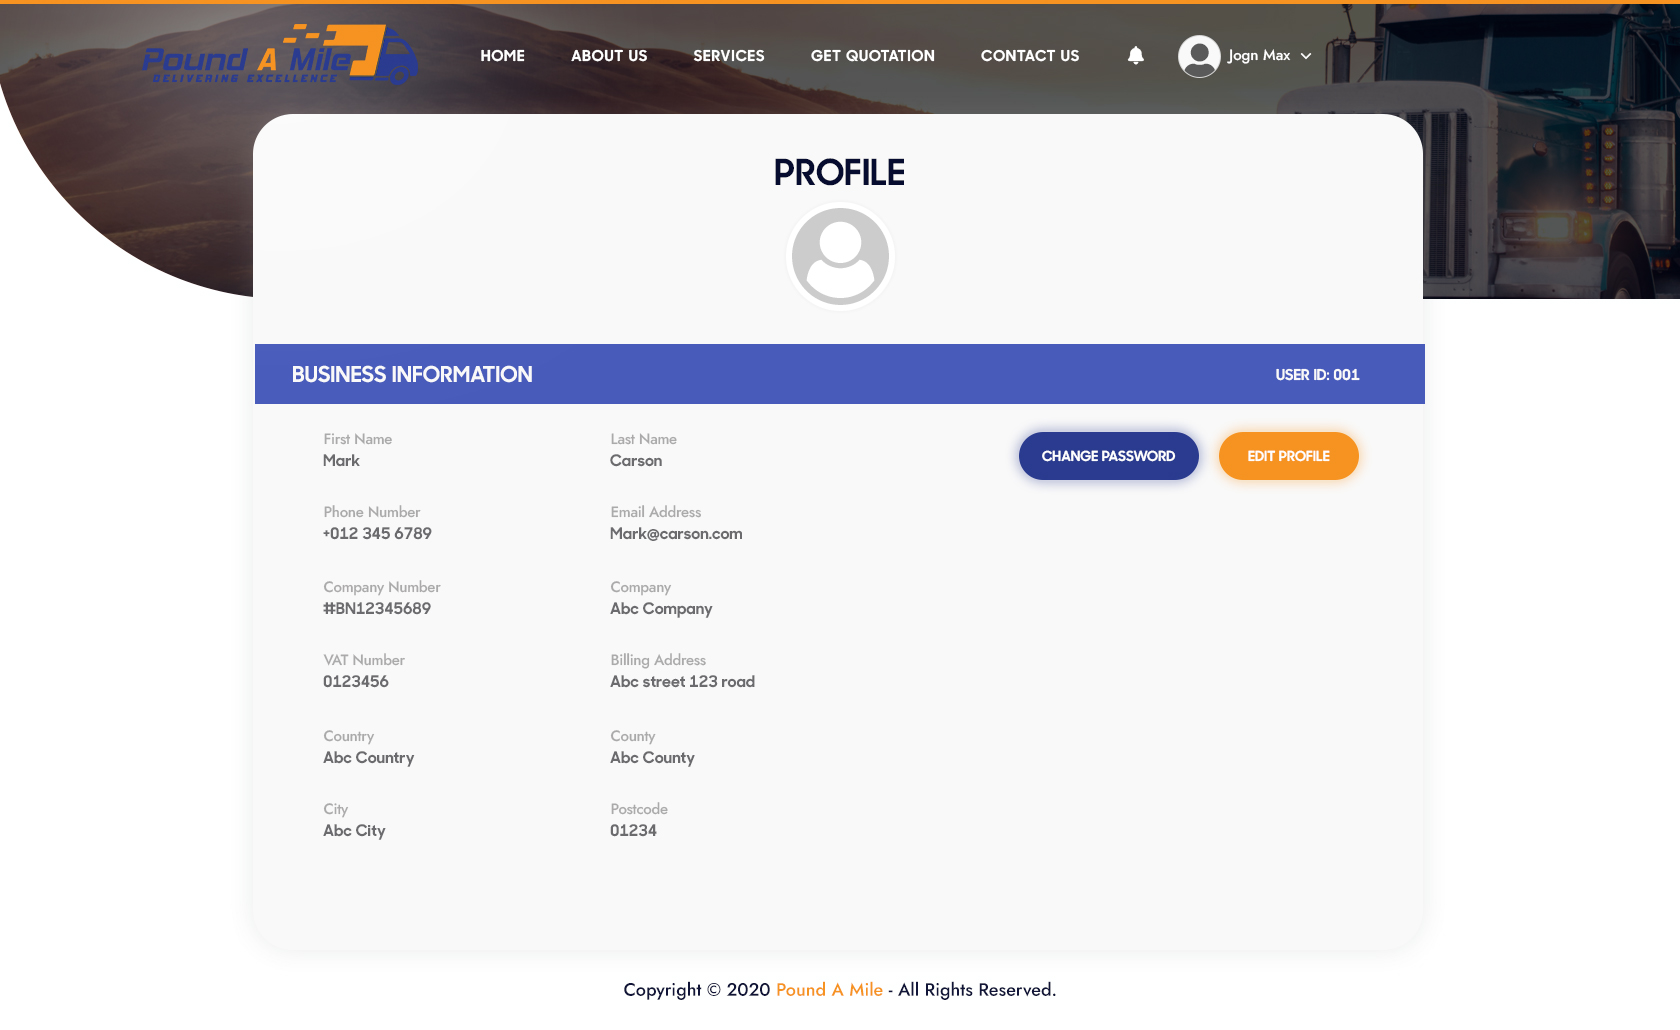 Pound A Mile
DELIVERING EXCELLENCE
HOME ABOUT US SERVICES GET QUOTATION CONTACT US Jogn Max
PROFILE
BUSINESS INFORMATION USER ID: 001
First Name Last Name
Mark Carson
CHANGE PASSWORD EDIT PROFILE
Phone Number Email Address
+012 345 6789 Mark@carson.com
Company Number Company
#BN12345689 Abc Company
VAT Number Billing Address
0123456 Abc street 123 road
Country County
Abc Country Abc County
City Postcode
Abc City 01234
Copyright © 2020 Pound A Mile - All Rights Reserved.